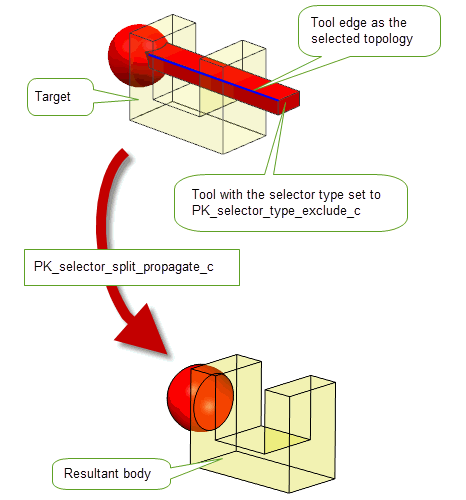 Tool edge as the
selected topology
Target
Tool with the selector type set to
PK_selector_type_exclude_c
PK_selector_split_propagate_c
Resultant body